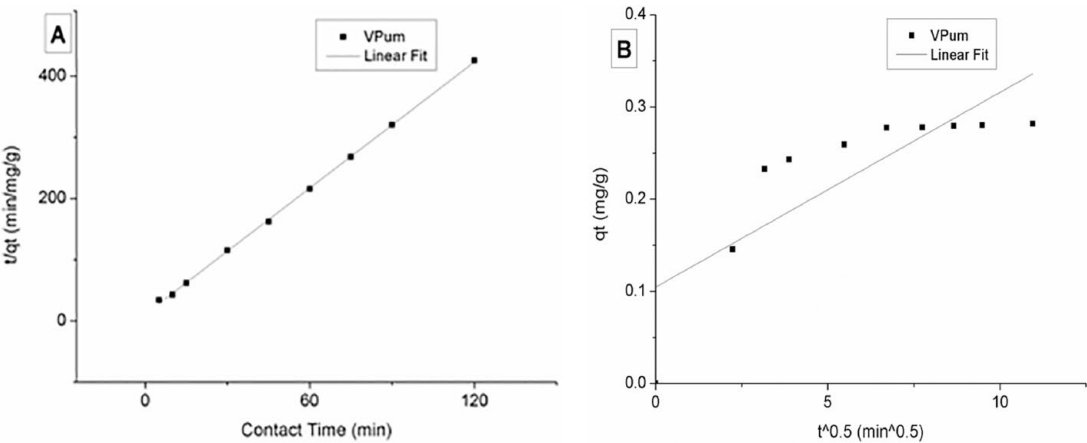 A
VPum
Linear Fit
400
200
0
t/qt (min/mg/g)
0
60
120
Contact Time (min)
B
VPum
Linear Fit
0.4
0.3
0.2
0.1
0.0
qt (mg/g)
0
5
10
t^0.5 (min^0.5)